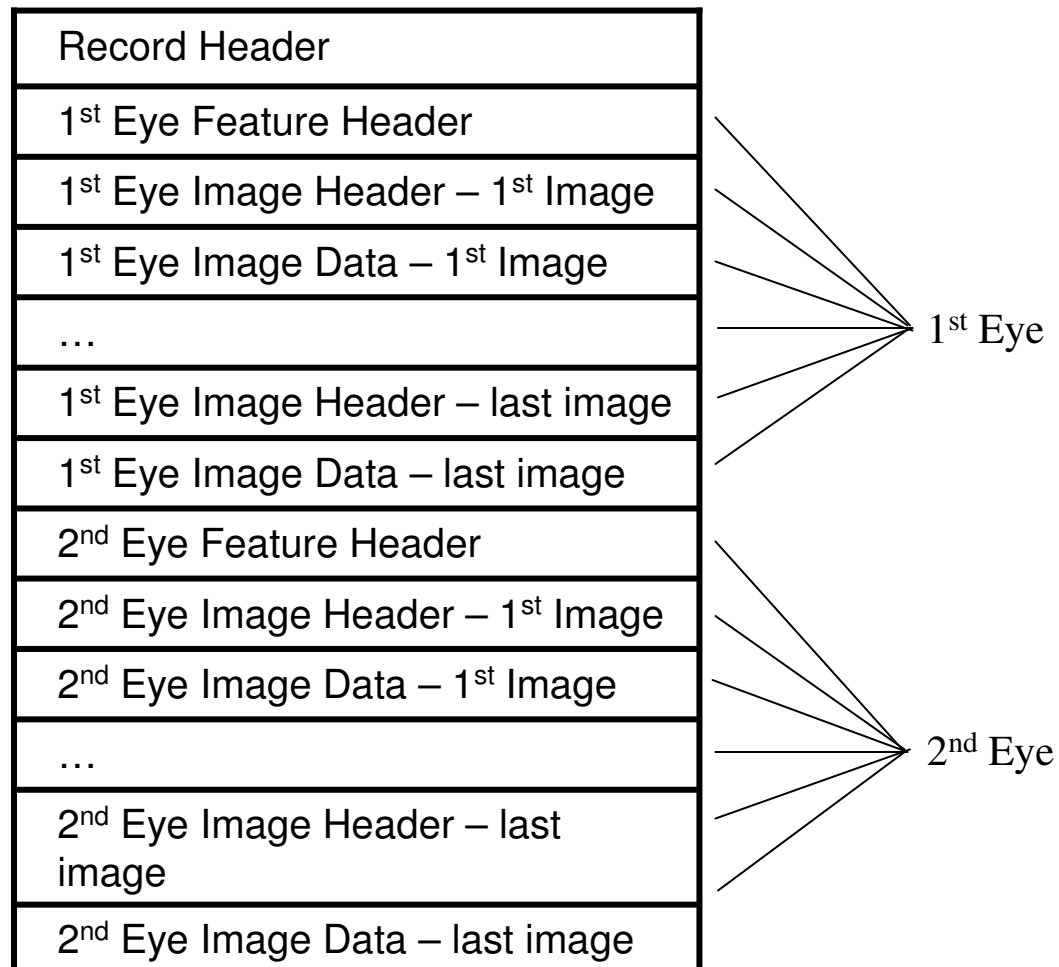 Record Header
1st Eye Feature Header
1st Eye Image Header – 1st Image
1st Eye Image Data – 1st Image
…
1st Eye Image Header – last image
1st Eye Image Data – last image
1st Eye
2nd Eye Feature Header
2nd Eye Image Header – 1st Image
2nd Eye Image Data – 1st Image
…
2nd Eye Image Header – last
image
2nd Eye Image Data – last image
2nd Eye